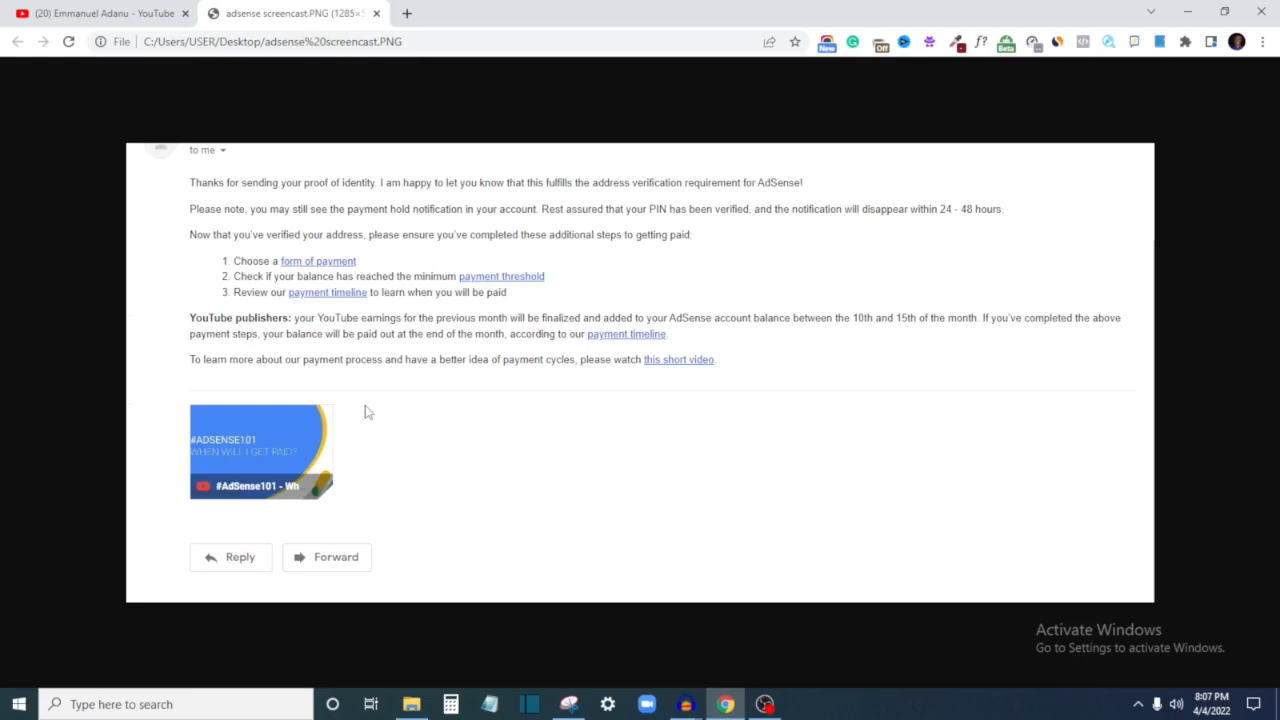 (20) Emmanuel Adanu - YouTube
adsense screencast.PNG (1285×5
File C:/Users/USER/Desktop/adsense%20screencast.PNG
New
Off
f?
Beta
to me
Thanks for sending your proof of identity. I am happy to let you know that this fulfills the address verification requirement for AdSense!
Please note, you may still see the payment hold notification in your account. Rest assured that your PIN has been verified, and the notification will disappear within 24 - 48 hours.
Now that you've verified your address, please ensure you've completed these additional steps to getting paid:
1. Choose a form of payment
2. Check if your balance has reached the minimum payment threshold
3. Review our payment timeline to learn when you will be paid
YouTube publishers: your YouTube earnings for the previous month will be finalized and added to your AdSense account balance between the 10th and 15th of the month. If you've completed the above
payment steps, your balance will be paid out at the end of the month, according to our payment timeline.
To learn more about our payment process and have a better idea of payment cycles, please watch this short video.
#ADSENSE101
WHEN WILL I GET PAID?
#AdSense101 - Wh
Reply
Forward
Activate Windows
Go to Settings to activate Windows.
Type here to search
8:07 PM
4/4/2022